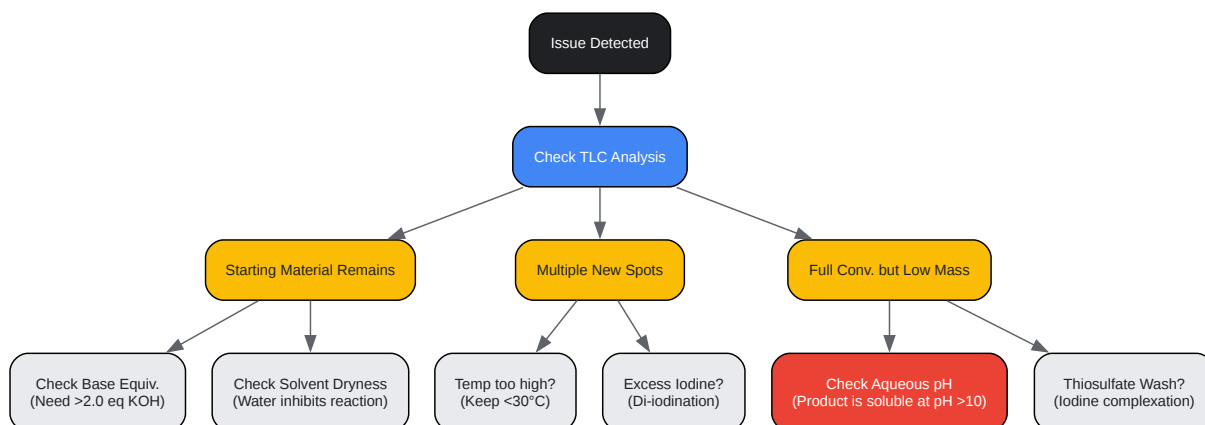 Issue Detected
Check TLC Analysis
Starting Material Remains
Multiple New Spots
Full Conv. but Low Mass
Check Base Equiv.
(Need >2.0 eq KOH)
Check Solvent Dryness
(Water inhibits reaction)
Temp too high?
(Keep <30°C)
Excess Iodine?
(Di-iodination)
Check Aqueous pH
(Product is soluble at pH >10)
Thiosulfate Wash?
(Iodine complexation)